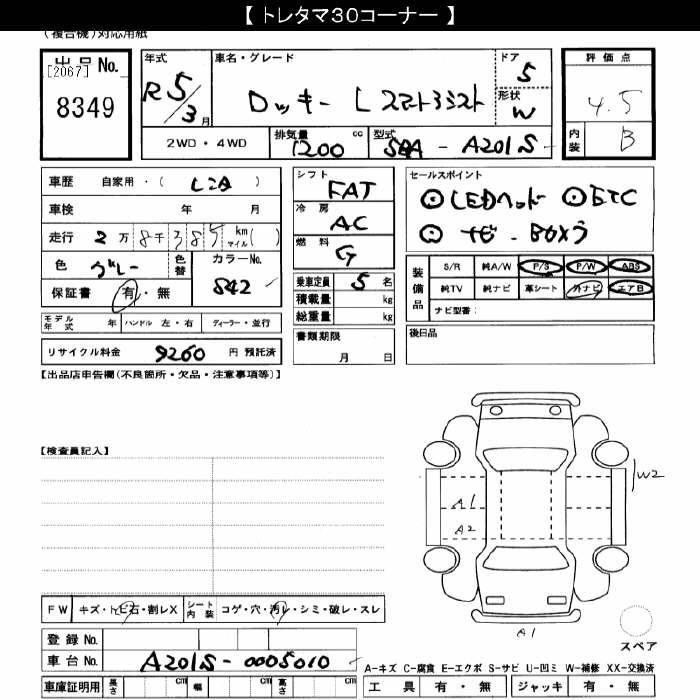 【 トレタマ30コーナー 】
(複合機)対応用紙
出品No.
[2067]
8349
年式
R5/3月
車名・グレード
ロッキー L スマートアシスト
ドア
5
形状
W
2WD・4WD
排気量 1200 cc
型式 5BA - A201S -
評価点
4.5
内装
B
車歴 自家用・( レンタ )
車検 年 月
走行 2万 8千 385 km マイル( )
色 グレー
色替
カラーNo.
S42
保証書 有・無
モデル年式 年 ハンドル 左・右 ディーラー・並行
リサイクル料金 9260 円 預託済
シフト
FAT
冷房
AC
燃料
G
乗車定員 5 名
積載量 kg
総重量 kg
書類期限
月 日
セールスポイント
⊙LEDヘッド ⊙ETC
⊙ナビ - Bカメラ
装備品
S/R 純A/W P/S P/W ABS
純TV 純ナビ 革シート 外ナビ エアB
ナビ型番:
後日品
【出品店申告欄(不良箇所・欠品・注意事項等)】
【検査員記入】
W2
A1
A2
A1
スペア
FW キズ・トビ石・割レX シート内装 コゲ・穴・汚レ・シミ・破レ・スレ
登録 No.
車台 No. A201S-0005010
車庫証明用 長さ cm 幅 cm 高さ cm
A-キズ C-腐食 E-エクボ S-サビ U-凹ミ W-補修 XX-交換済
工具 有・無 ジャッキ 有・無